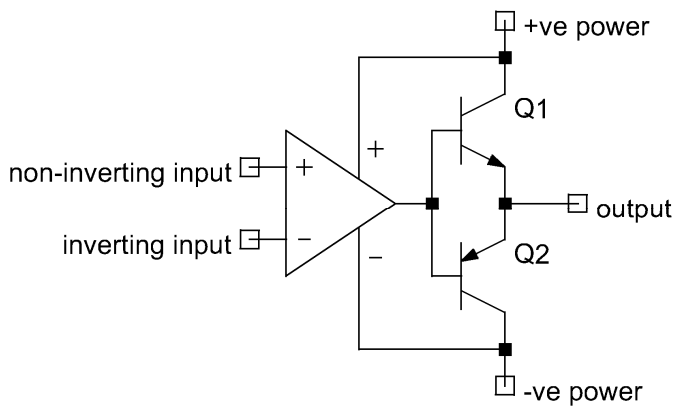 +ve power
Q1
+
non-inverting input
+
output
inverting input
−
Q2
−
-ve power